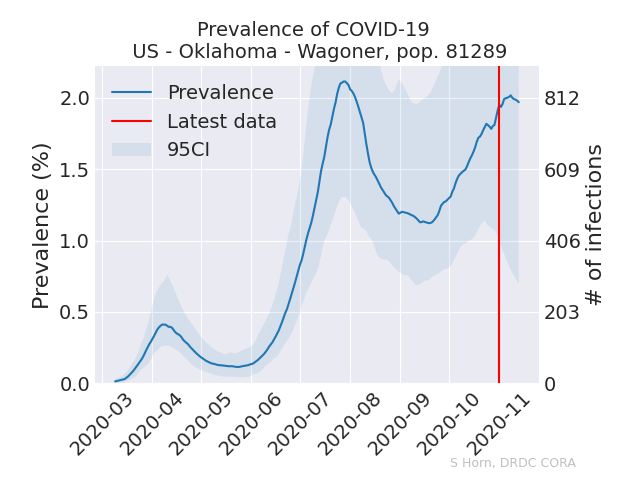 Prevalence of COVID-19
US - Oklahoma - Wagoner, pop. 81289
Prevalence
Latest data
95CI
Prevalence (%)
2.0
1.5
1.0
0.5
0.0
812
609
406
203
0
# of infections
2020-03
2020-04
2020-05
2020-06
2020-07
2020-08
2020-09
2020-10
2020-11
S Horn, DRDC CORA